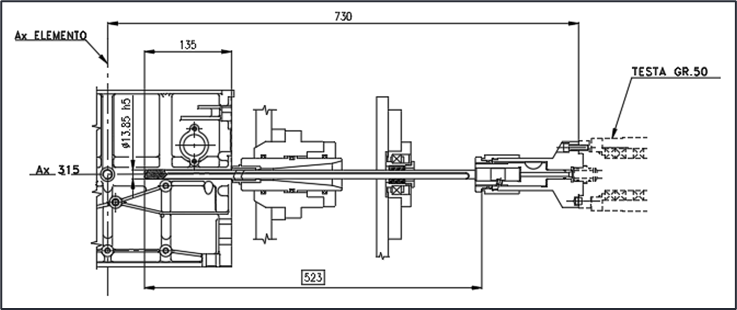 730
Ax ELEMENTO
135
TESTA GR.50
ø13.85 h5
Ax 315
523